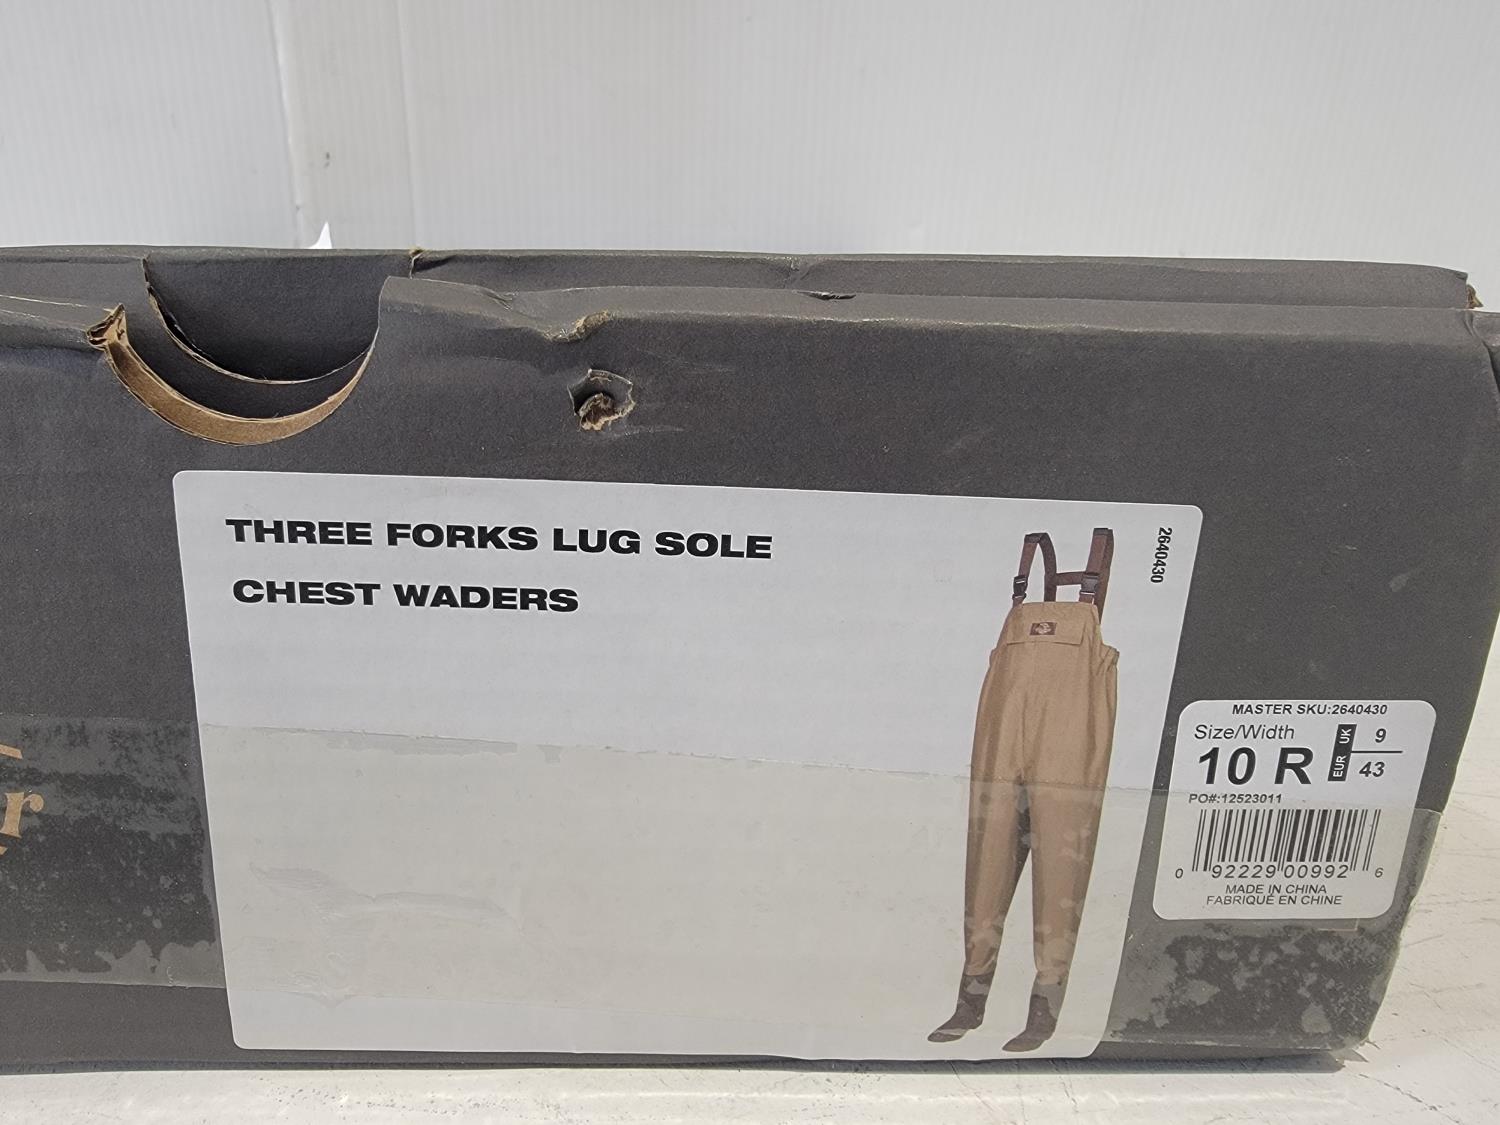 THREE FORKS LUG SOLE
CHEST WADERS
2640430
MASTER SKU:2640430
Size/Width
10 R
UK 9
EUR 43
PO#:12523011
0 92229 00992 6
MADE IN CHINA
FABRIQUÉ EN CHINE